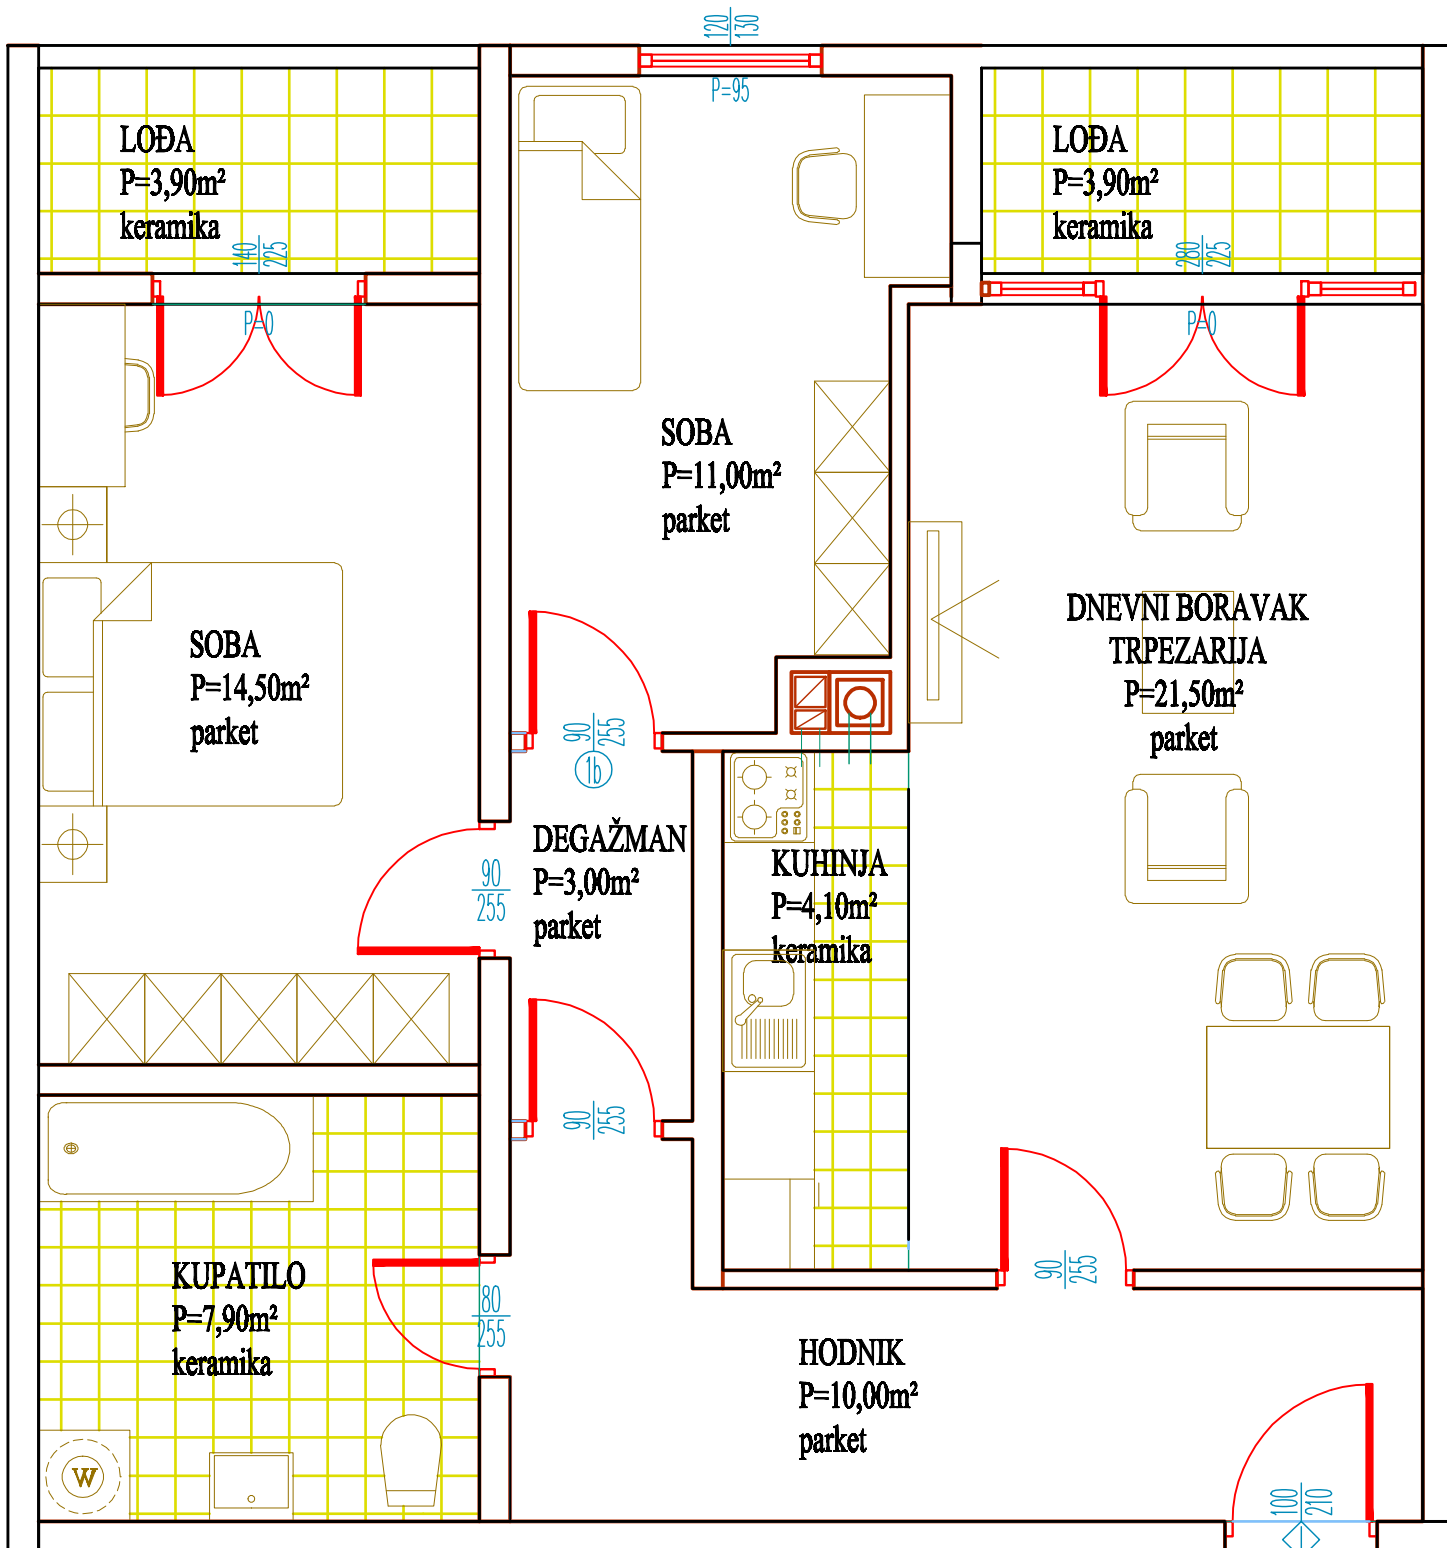 120
130
P=95
LOĐA
P=3,90m²
keramika
140
225
P=0
LOĐA
P=3,90m²
keramika
280
225
P=0
SOBA
P=11,00m²
parket
SOBA
P=14,50m²
parket
DNEVNI BORAVAK
TRPEZARIJA
P=21,50m²
parket
90
255
1b
DEGAŽMAN
P=3,00m²
parket
90
255
KUHINJA
P=4,10m²
keramika
90
255
KUPATILO
P=7,90m²
keramika
80
255
90
255
HODNIK
P=10,00m²
parket
W
100
210